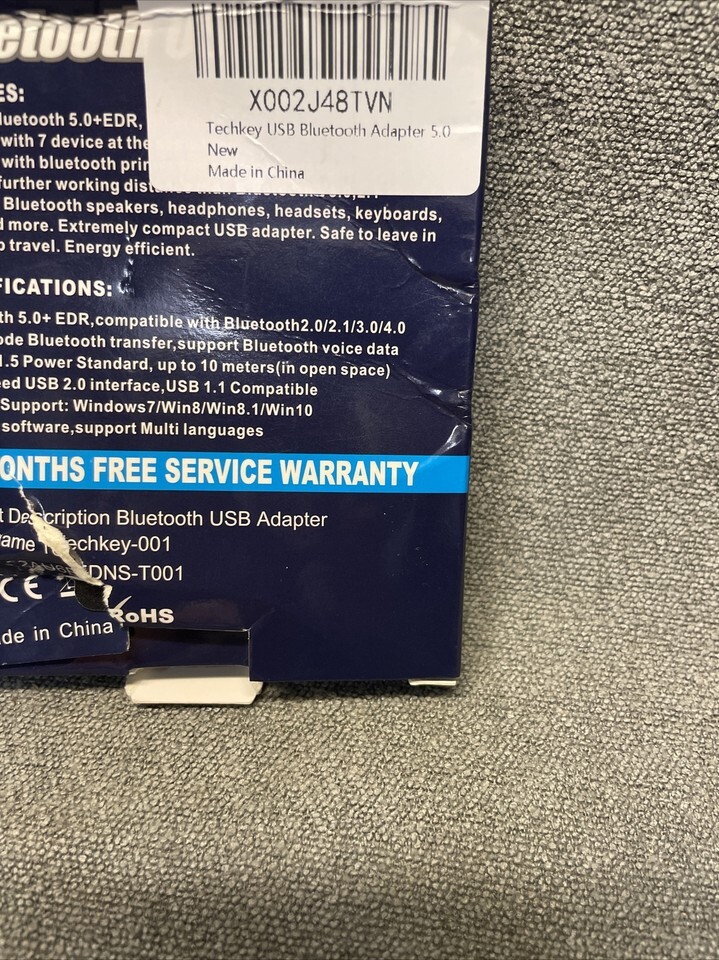 etooth
X002J48TVN
Techkey USB Bluetooth Adapter 5.0
New
Made in China
ES:
luetooth 5.0+EDR,
with 7 device at the
with bluetooth prin
further working dista
Bluetooth speakers, headphones, headsets, keyboards,
d more. Extremely compact USB adapter. Safe to leave in
p travel. Energy efficient.
FICATIONS:
th 5.0+ EDR,compatible with Bluetooth2.0/2.1/3.0/4.0
ode Bluetooth transfer,support Bluetooth voice data
1.5 Power Standard, up to 10 meters(in open space)
eed USB 2.0 interface,USB 1.1 Compatible
Support: Windows7/Win8/Win8.1/Win10
software,support Multi languages
ONTHS FREE SERVICE WARRANTY
t Description Bluetooth USB Adapter
ame Techkey-001
TDNS-T001
CE RoHS
de in China